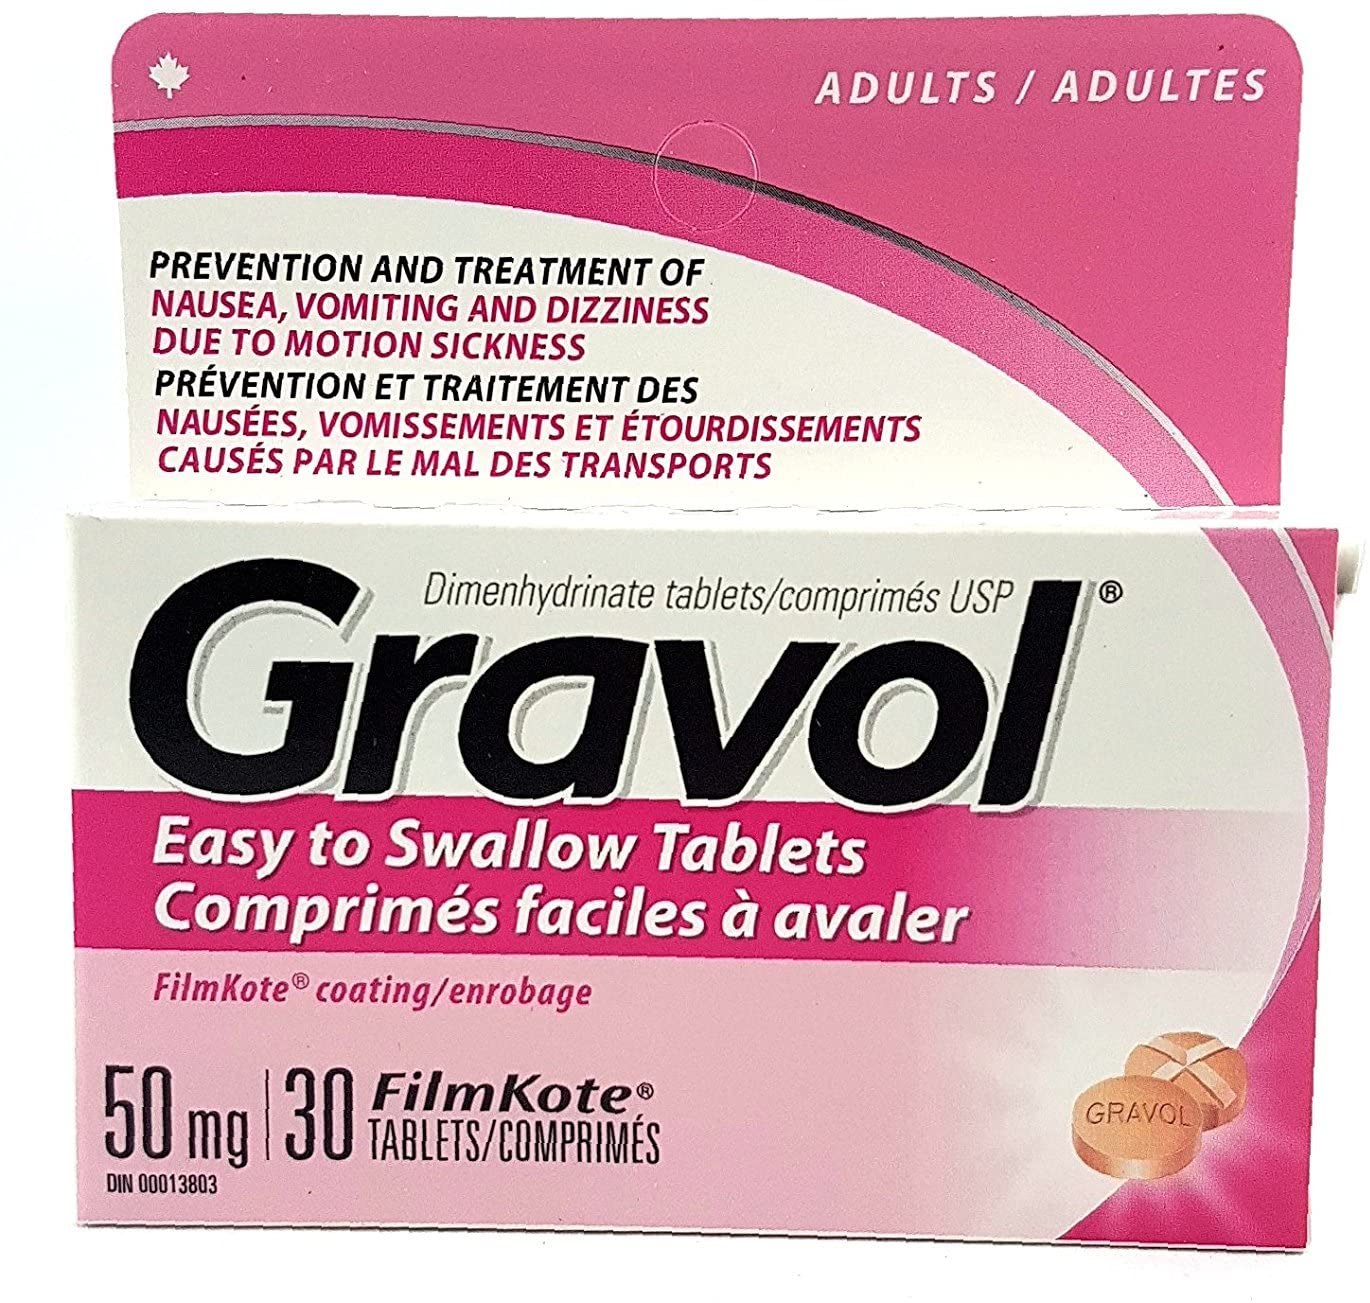 ADULTS / ADULTES
PREVENTION AND TREATMENT OF
NAUSEA, VOMITING AND DIZZINESS
DUE TO MOTION SICKNESS
PRÉVENTION ET TRAITEMENT DES
NAUSÉES, VOMISSEMENTS ET ÉTOURDISSEMENTS
CAUSÉS PAR LE MAL DES TRANSPORTS
Dimenhydrinate tablets/comprimés USP
Gravol®
Easy to Swallow Tablets
Comprimés faciles à avaler
FilmKote® coating/enrobage
50 mg | 30 FilmKote®
TABLETS/COMPRIMÉS
DIN 00013803
GRAVOL